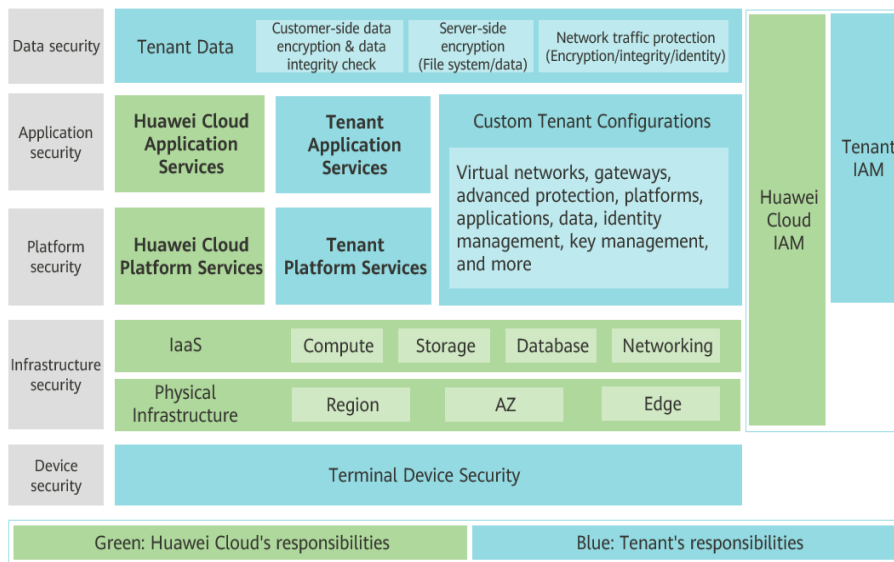 Data security
Tenant Data
Customer-side data
encryption & data
integrity check
Server-side
encryption
(File system/data)
Network traffic protection
(Encryption/integrity/identity)
Application
security
Huawei Cloud
Application
Services
Tenant
Application
Services
Custom Tenant Configurations
Virtual networks, gateways,
advanced protection, platforms,
applications, data, identity
management, key management,
and more
Platform
security
Huawei Cloud
Platform Services
Tenant
Platform Services
Huawei
Cloud
IAM
Tenant
IAM
Infrastructure
security
IaaS
Compute
Storage
Database
Networking
Physical
Infrastructure
Region
AZ
Edge
Device
security
Terminal Device Security
Green: Huawei Cloud's responsibilities
Blue: Tenant's responsibilities